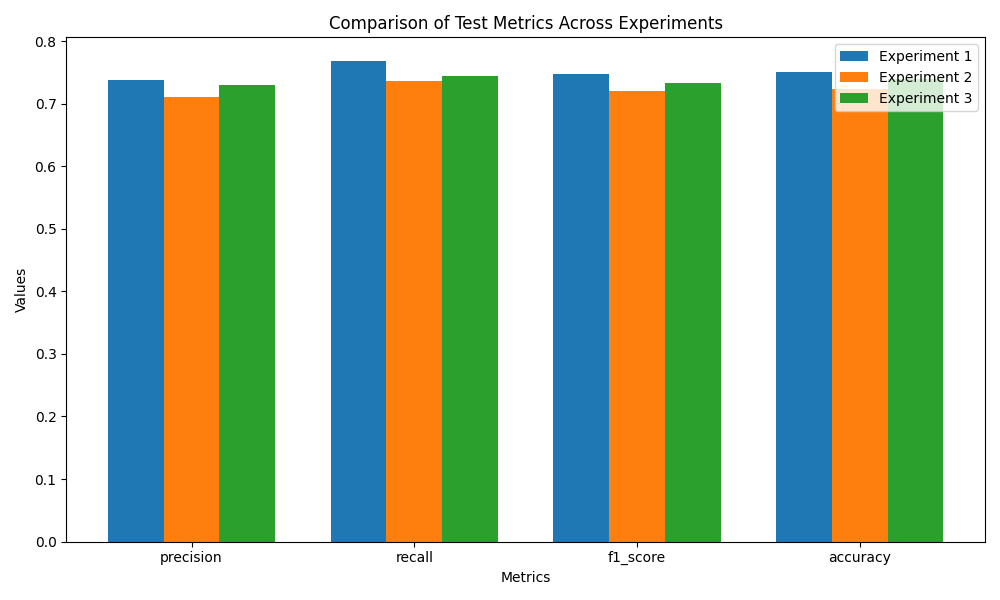 Comparison of Test Metrics Across Experiments
Experiment 1
Experiment 2
Experiment 3
Values
0.8
0.7
0.6
0.5
0.4
0.3
0.2
0.1
0.0
precision recall f1_score accuracy
Metrics